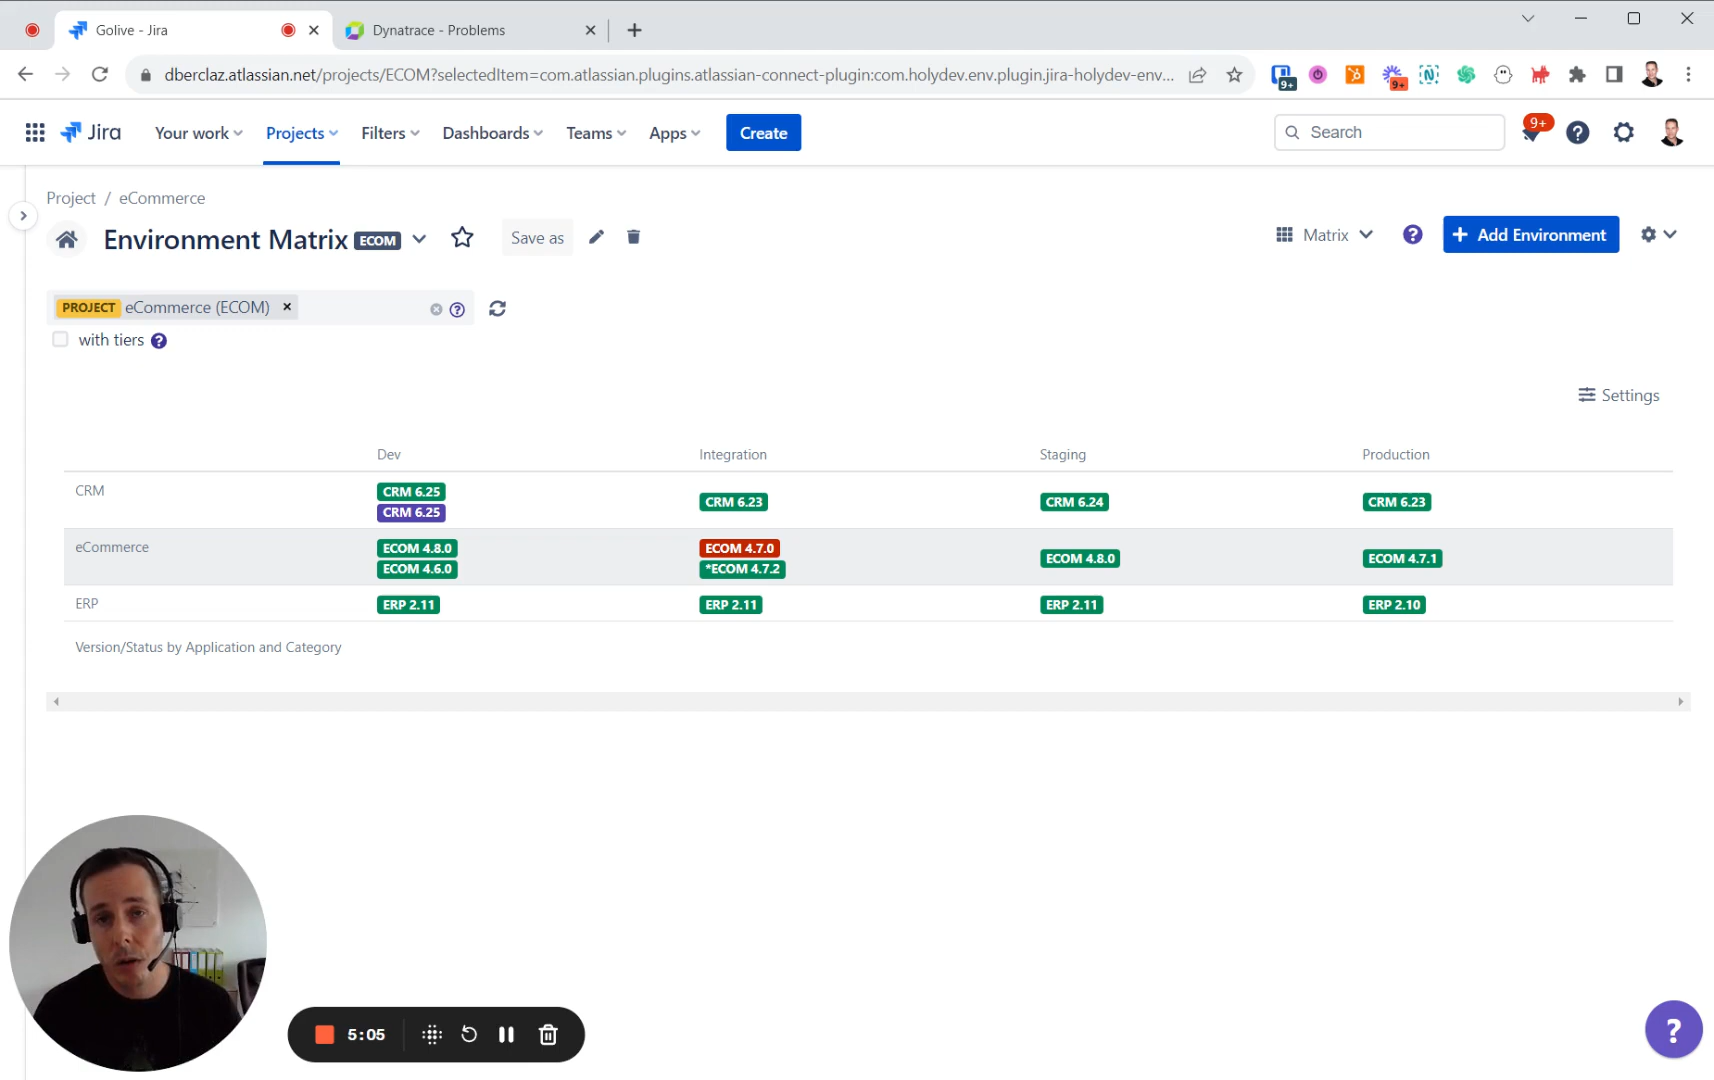 Golive - Jira
Dynatrace - Problems
dberclaz.atlassian.net/projects/ECOM?selectedItem=com.atlassian.plugins.atlassian-connect-plugin:com.holydev.env.plugin.jira-holydev-env...
9+
9+
Jira
Your work
Projects
Filters
Dashboards
Teams
Apps
Create
Search
9+
Project / eCommerce
Environment Matrix ECOM
Save as
Matrix
+ Add Environment
PROJECT eCommerce (ECOM) ×
with tiers
Settings
Dev Integration Staging Production
CRM
CRM 6.25
CRM 6.25
CRM 6.23
CRM 6.24
CRM 6.23
eCommerce
ECOM 4.8.0
ECOM 4.6.0
ECOM 4.7.0
*ECOM 4.7.2
ECOM 4.8.0
ECOM 4.7.1
ERP
ERP 2.11
ERP 2.11
ERP 2.11
ERP 2.10
Version/Status by Application and Category
5:05
?